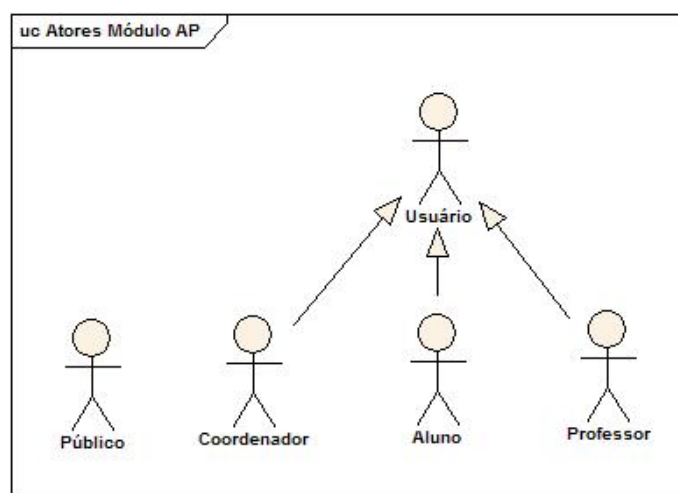 uc Atores Módulo AP
Usuário
Público
Coordenador
Aluno
Professor